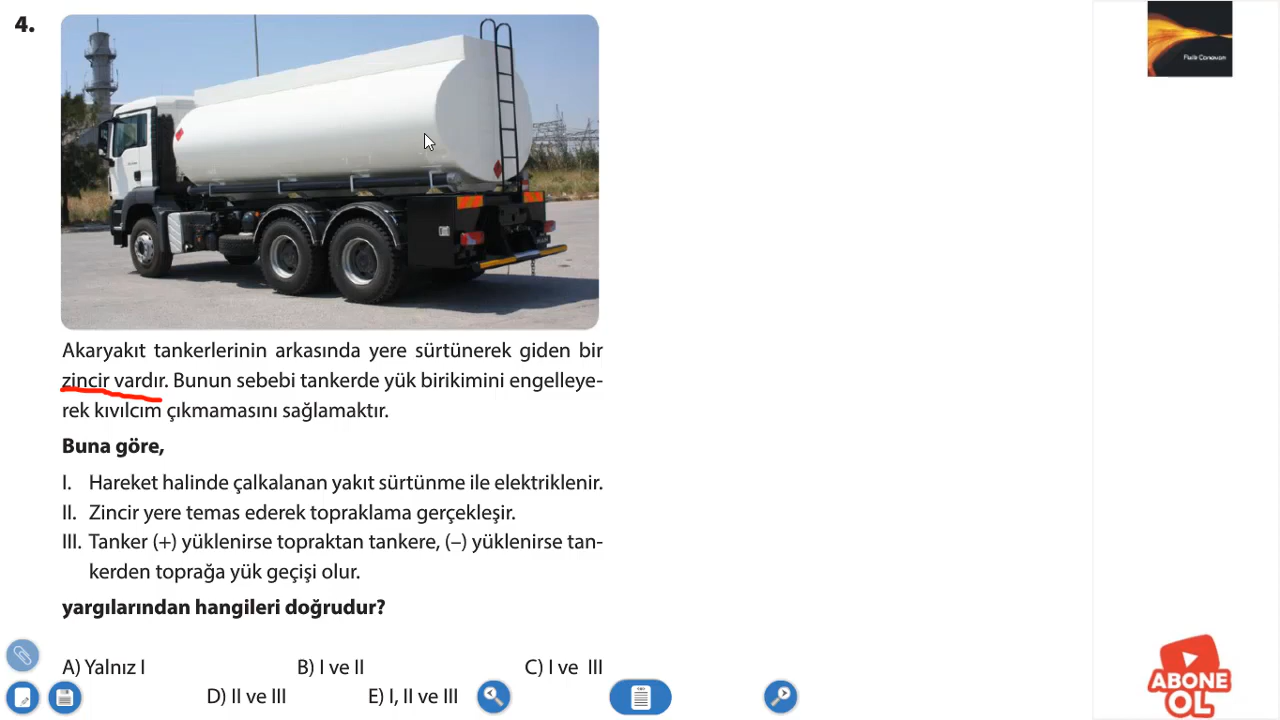 4.
Fizik Canavarı
Akaryakıt tankerlerinin arkasında yere sürtünerek giden bir
zincir vardır. Bunun sebebi tankerde yük birikimini engelleye-
rek kıvılcım çıkmamasını sağlamaktır.
Buna göre,
I. Hareket halinde çalkalanan yakıt sürtünme ile elektriklenir.
II. Zincir yere temas ederek topraklama gerçekleşir.
III. Tanker (+) yüklenirse topraktan tankere, (–) yüklenirse tan-
kerden toprağa yük geçişi olur.
yargılarından hangileri doğrudur?
A) Yalnız I B) I ve II C) I ve III
D) II ve III E) I, II ve III
ABONE
OL